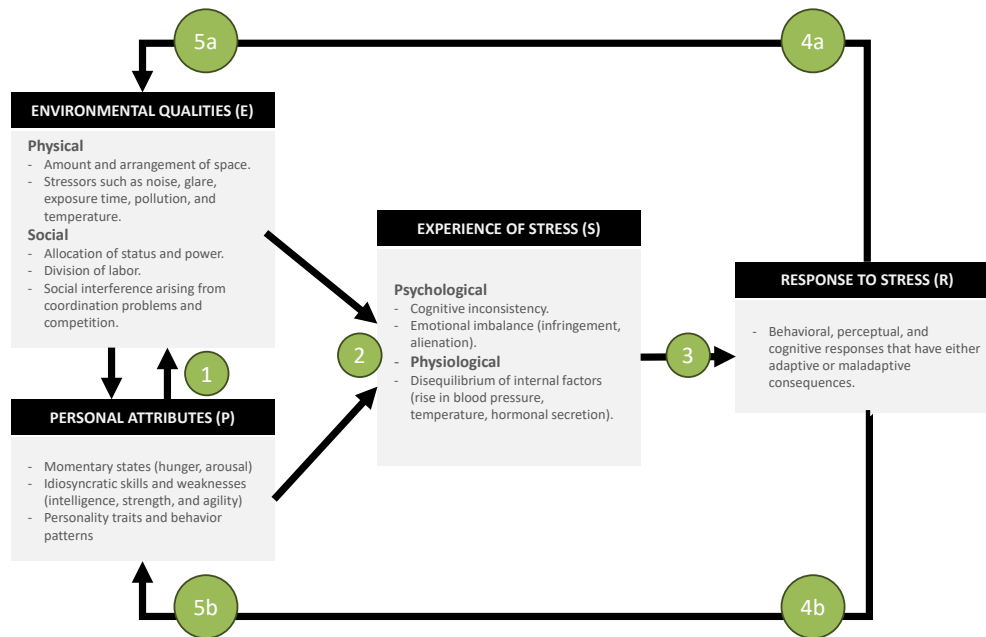 5a
4a
ENVIRONMENTAL QUALITIES (E)
Physical
- Amount and arrangement of space.
- Stressors such as noise, glare,
exposure time, pollution, and
temperature.
Social
- Allocation of status and power.
- Division of labor.
- Social interference arising from
coordination problems and
competition.
EXPERIENCE OF STRESS (S)
Psychological
- Cognitive inconsistency.
- Emotional imbalance (infringement,
alienation).
- Physiological
- Disequilibrium of internal factors
(rise in blood pressure,
temperature, hormonal secretion).
RESPONSE TO STRESS (R)
- Behavioral, perceptual, and
cognitive responses that have either
adaptive or maladaptive
consequences.
2
3
1
PERSONAL ATTRIBUTES (P)
- Momentary states (hunger, arousal)
- Idiosyncratic skills and weaknesses
(intelligence, strength, and agility)
- Personality traits and behavior
patterns
5b
4b